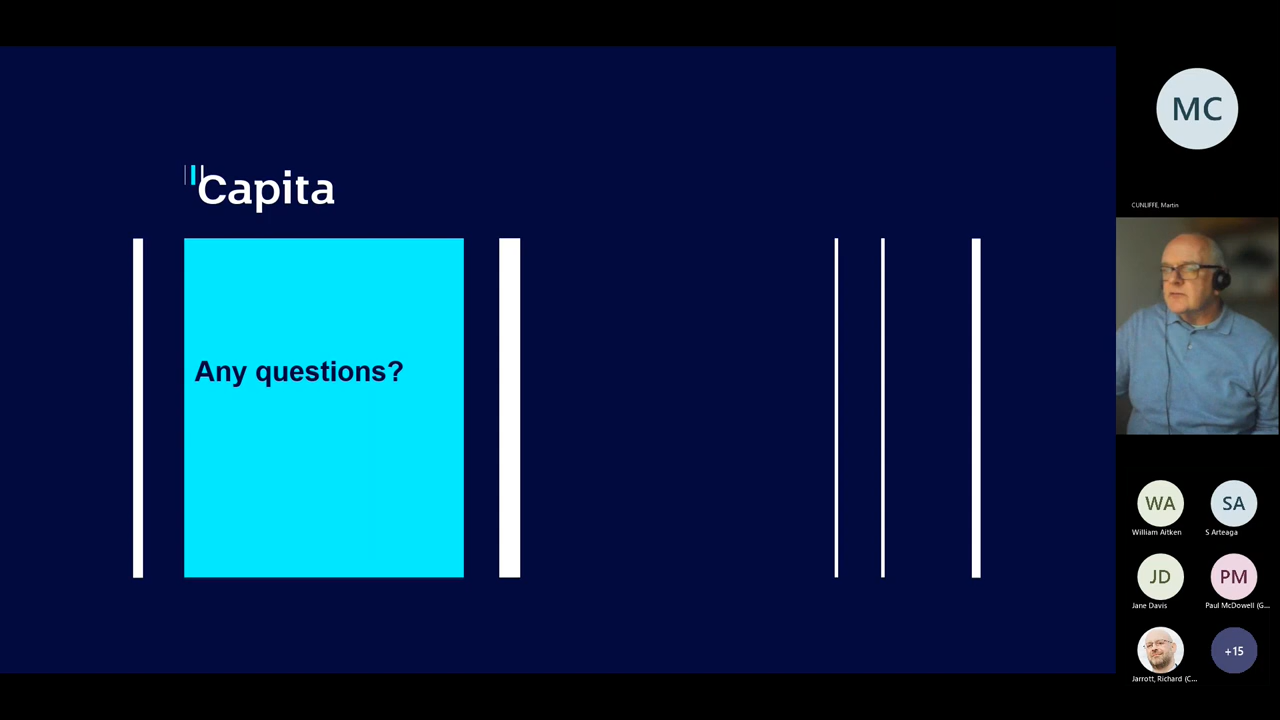 Capita
Any questions?
MC
CUNLIFFE, Martin
WA
SA
William Aitken
S Arteaga
JD
PM
Jane Davis
Paul McDowell (G...
+15
Jarrott, Richard (C...